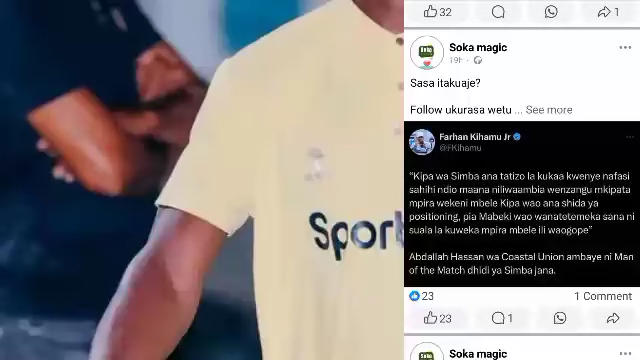 32
1
Soka magic
19h
Sasa itakuaje?
Follow ukurasa wetu ... See more
Farhan Kihamu Jr
@FKihamu
“Kipa wa Simba ana tatizo la kukaa kwenye nafasi
sahihi ndio maana niliwaambia wenzangu mkipata
mpira wekeni mbele Kipa wao ana shida ya
positioning, pia Mabeki wao wanatetemeka sana ni
suala la kuweka mpira mbele ili waogope”
Abdallah Hassan wa Coastal Union ambaye ni Man
of the Match dhidi ya Simba jana.
23
1 Comment
23
1
Soka magic